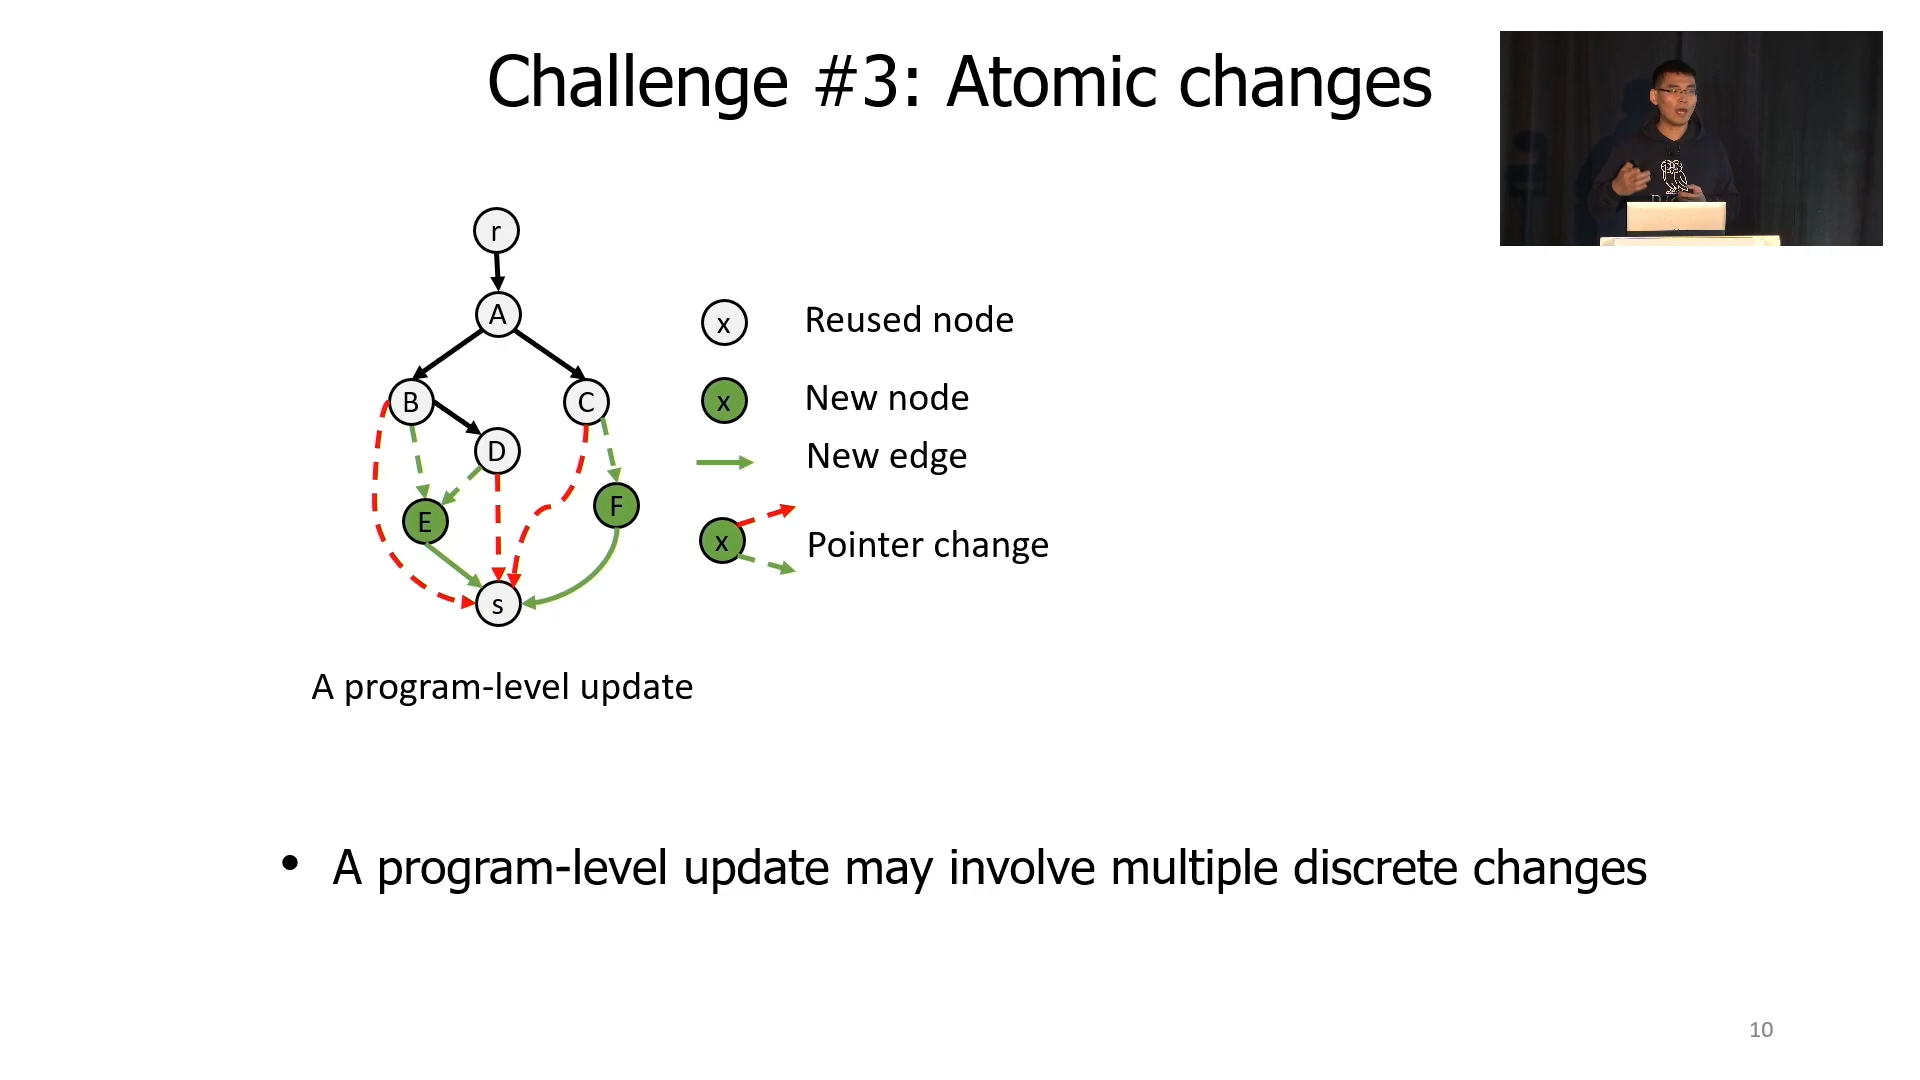 Challenge #3: Atomic changes
r
A
B
C
D
E
F
s
x Reused node
x New node
New edge
x Pointer change
A program-level update
• A program-level update may involve multiple discrete changes
10